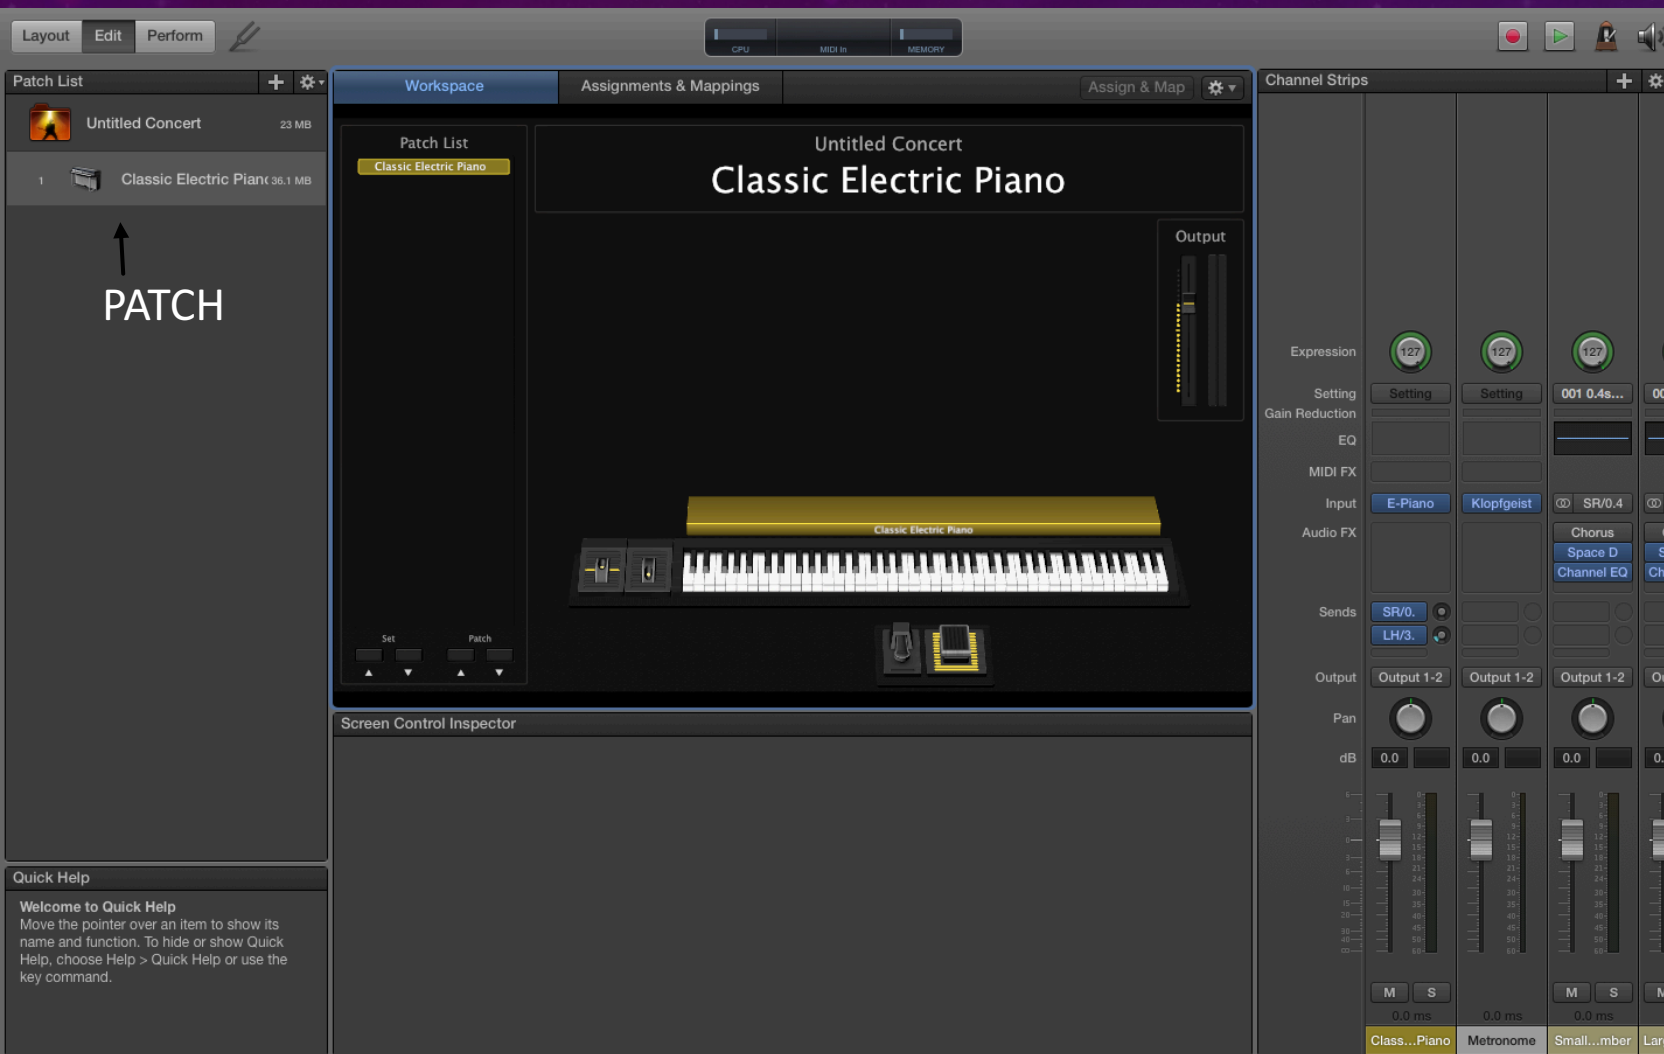 Layout
Edit
Perform
CPU
MIDI In
MEMORY
Patch List
Untitled Concert
23 MB
1
Classic Electric Pian
36.1 MB
PATCH
Quick Help
Welcome to Quick Help
Move the pointer over an item to show its
name and function. To hide or show Quick
Help, choose Help > Quick Help or use the
key command.
Workspace
Assignments & Mappings
Assign & Map
Patch List
Classic Electric Piano
Untitled Concert
Classic Electric Piano
Output
Classic Electric Piano
Set
Patch
Screen Control Inspector
Channel Strips
Expression
127
127
127
Setting
Setting
Setting
001 0.4s...
00
Gain Reduction
EQ
MIDI FX
Input
E-Piano
Klopfgeist
SR/0.4
Audio FX
Chorus
Space D
S
Channel EQ
Ch
Sends
SR/0.
LH/3.
Output
Output 1-2
Output 1-2
Output 1-2
Ou
Pan
dB
0.0
0.0
0.0
0.
M
S
M
S
M
0.0 ms
0.0 ms
0.0 ms
Class...Piano
Metronome
Small...mber
Lar